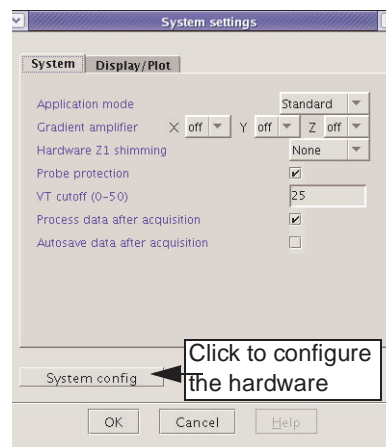 System settings
System Display/Plot
Application mode Standard
Gradient amplifier X off Y off Z off
Hardware Z1 shimming None
Probe protection
VT cutoff (0-50) 25
Process data after acquisition
Autosave data after acquisition
Click to configure
System config the hardware
OK Cancel Help